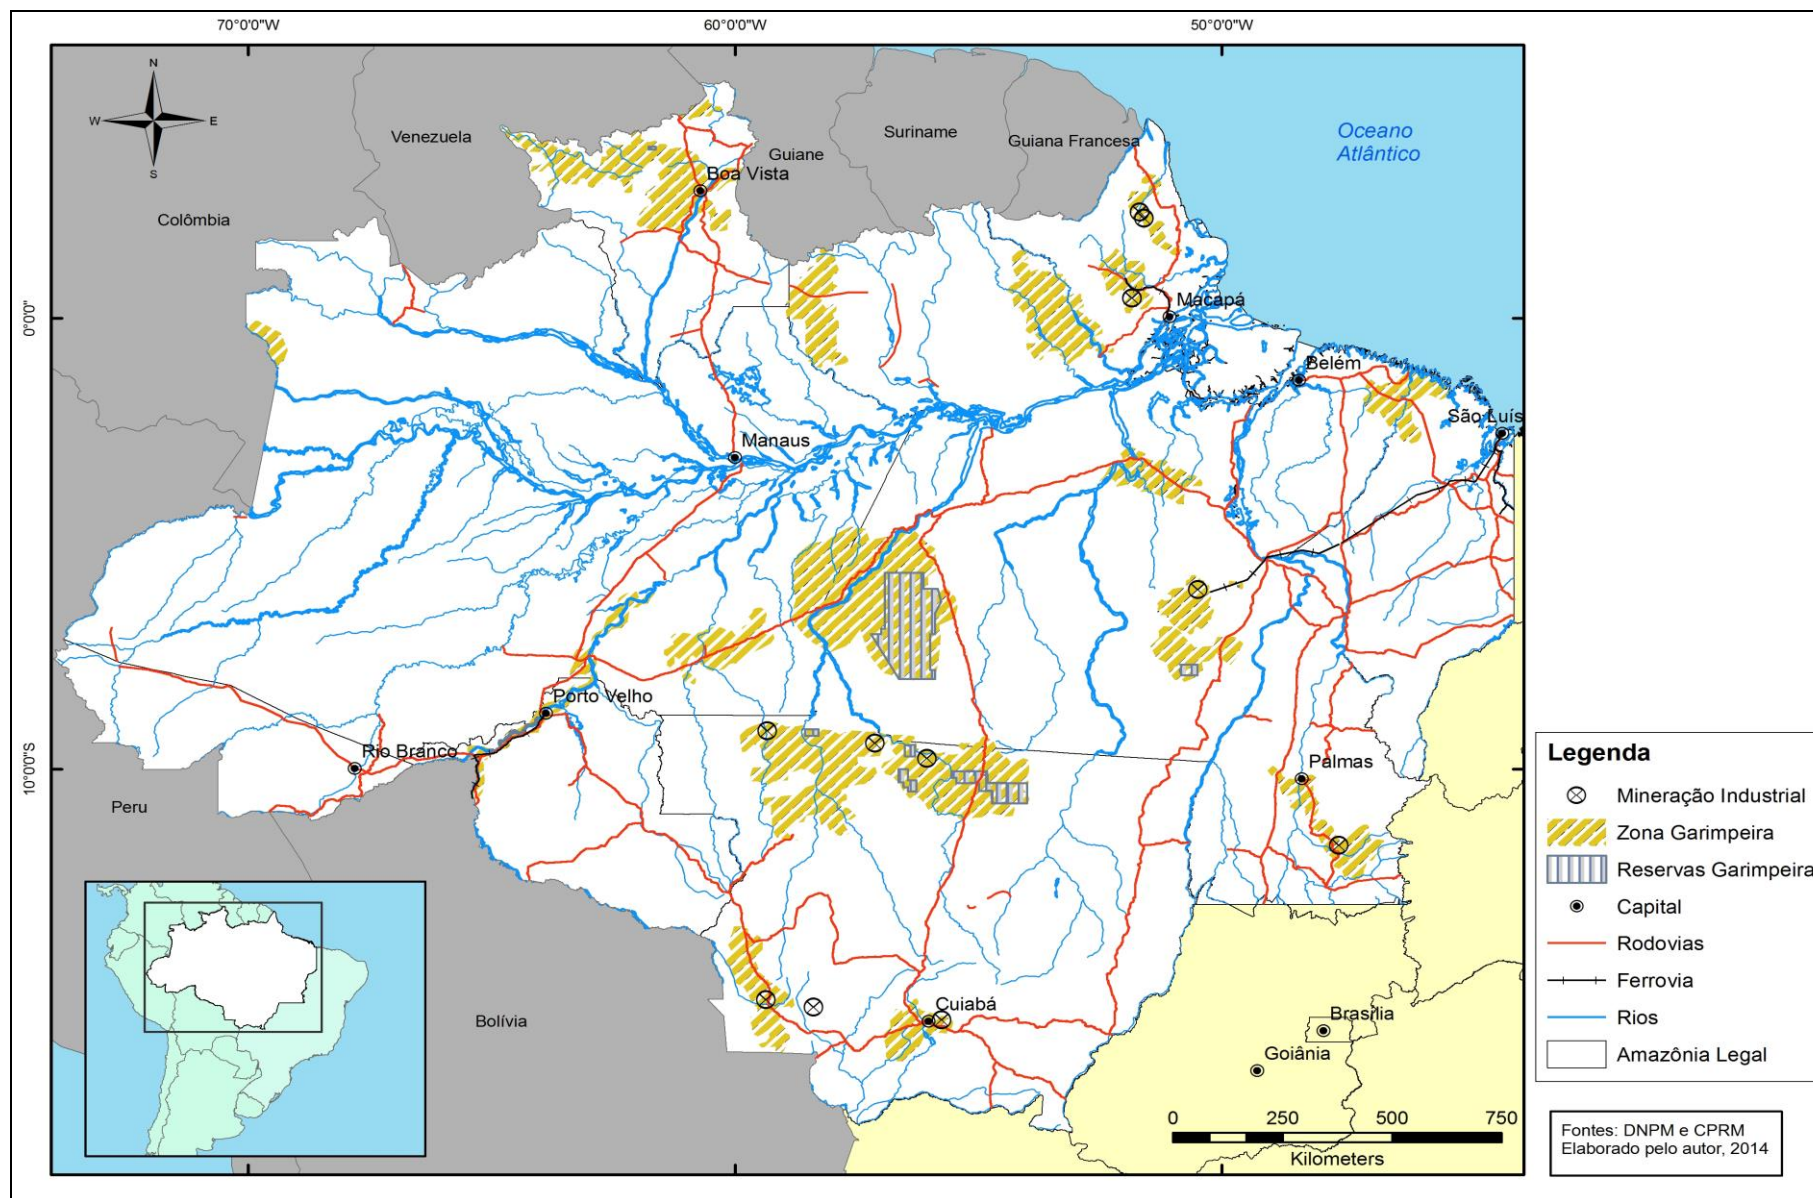 70°0'0"W
60°0'0"W
50°0'0"W
N
W
E
S
Venezuela
Suriname
Guiana Francesa
Guiane
Oceano
Atlântico
Boa Vista
Colômbia
0°0'0"
Macapá
Belém
São Luís
Manaus
Porto Velho
Rio Branco
10°0'0"S
Peru
Palmas
Bolívia
Cuiabá
Brasília
Goiânia
0
250
500
750
Kilometers
Legenda
Mineração Industrial
Zona Garimpeira
Reservas Garimpeira
Capital
Rodovias
Ferrovia
Rios
Amazônia Legal
Fontes: DNPM e CPRM
Elaborado pelo autor, 2014